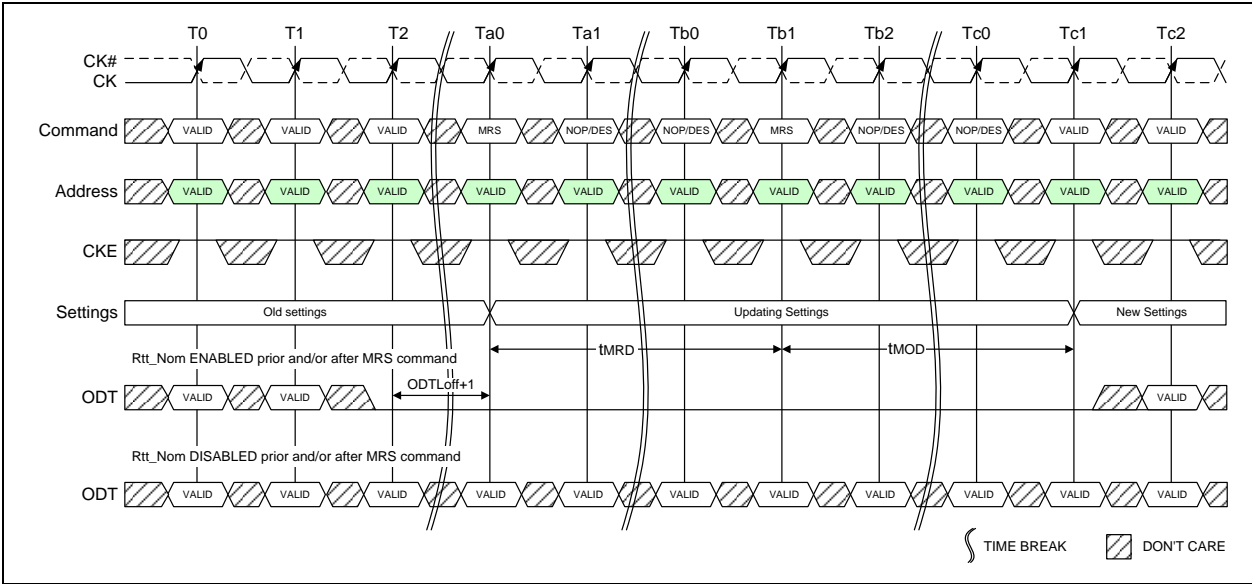 T0 T1 T2 Ta0 Ta1 Tb0 Tb1 Tb2 Tc0 Tc1 Tc2
CK#
CK
Command VALID VALID VALID MRS NOP/DES NOP/DES MRS NOP/DES NOP/DES VALID VALID
Address VALID VALID VALID VALID VALID VALID VALID VALID VALID VALID VALID
CKE
Settings Old settings Updating Settings New Settings
tMRD tMOD
Rtt_Nom ENABLED prior and/or after MRS command
ODTLoff+1
ODT VALID VALID VALID
Rtt_Nom DISABLED prior and/or after MRS command
ODT VALID VALID VALID VALID VALID VALID VALID VALID VALID VALID VALID
TIME BREAK DON'T CARE